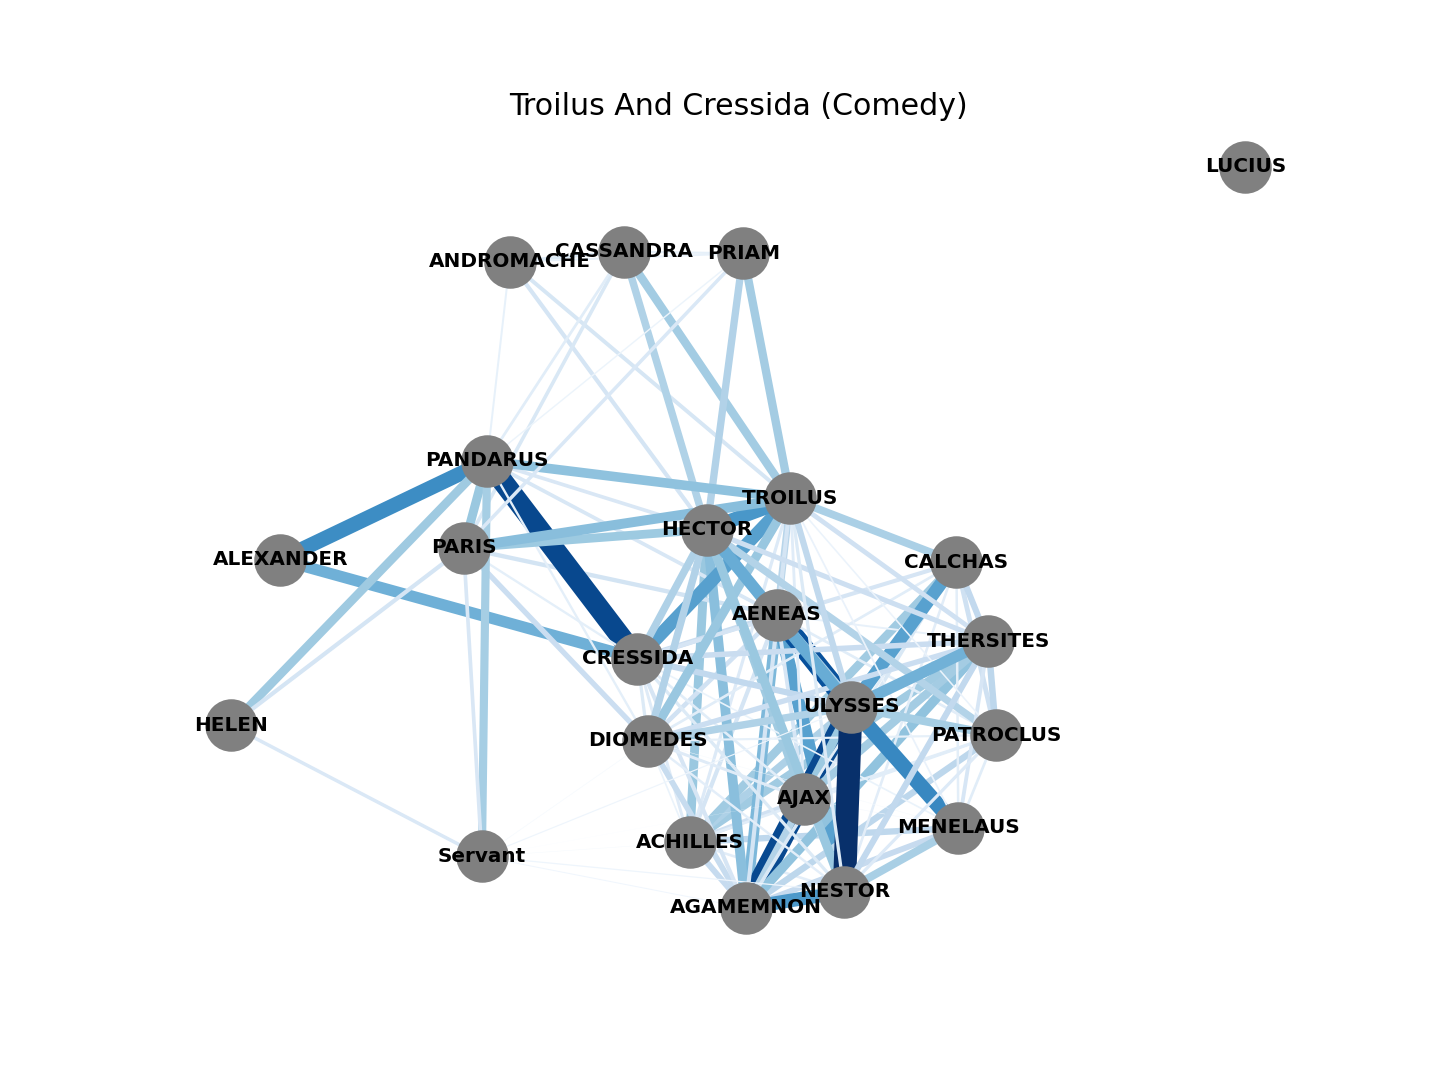 Troilus And Cressida (Comedy)
LUCIUS
ANDROMACHE
CASSANDRA
PRIAM
PANDARUS
TROILUS
HECTOR
PARIS
ALEXANDER
CALCHAS
AENEAS
THERSITES
CRESSIDA
ULYSSES
HELEN
DIOMEDES
PATROCLUS
AJAX
MENELAUS
ACHILLES
Servant
NESTOR
AGAMEMNON